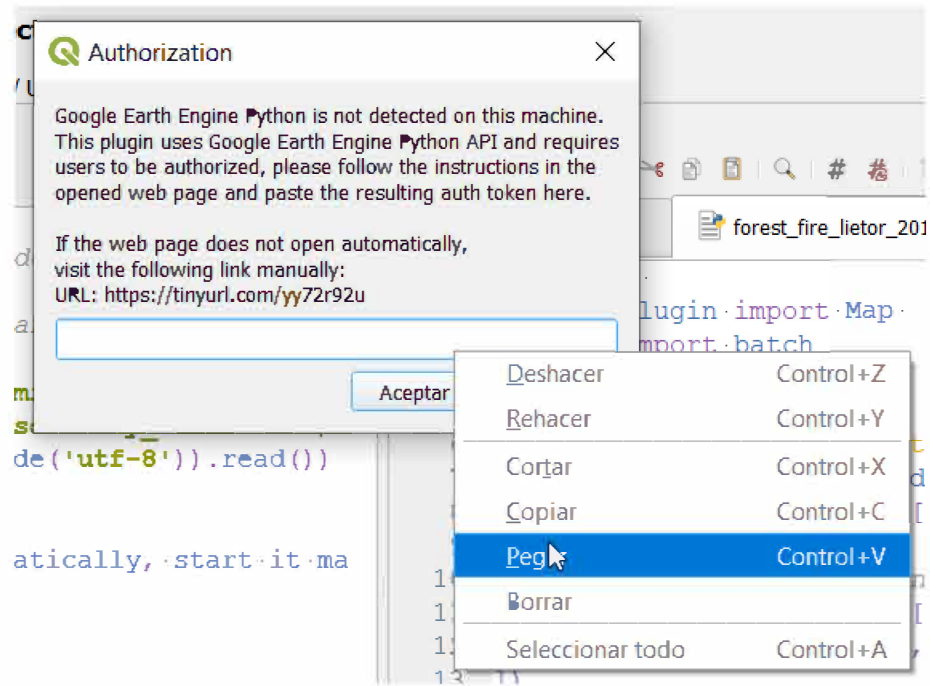 Authorization
Google Earth Engine Python is not detected on this machine.
This plugin uses Google Earth Engine Python API and requires
users to be authorized, please follow the instructions in the
opened web page and paste the resulting auth token here.
If the web page does not open automatically,
visit the following link manually:
URL: https://tinyurl.com/yy72r92u
Aceptar
Deshacer Control+Z
Rehacer Control+Y
Cortar Control+X
Copiar Control+C
Control+V
Borrar
Seleccionar todo Control+A
forest_fire_lietor_201
lugin import Map
mport batch
de('utf-8')).read())
atically, start it ma
13 ])